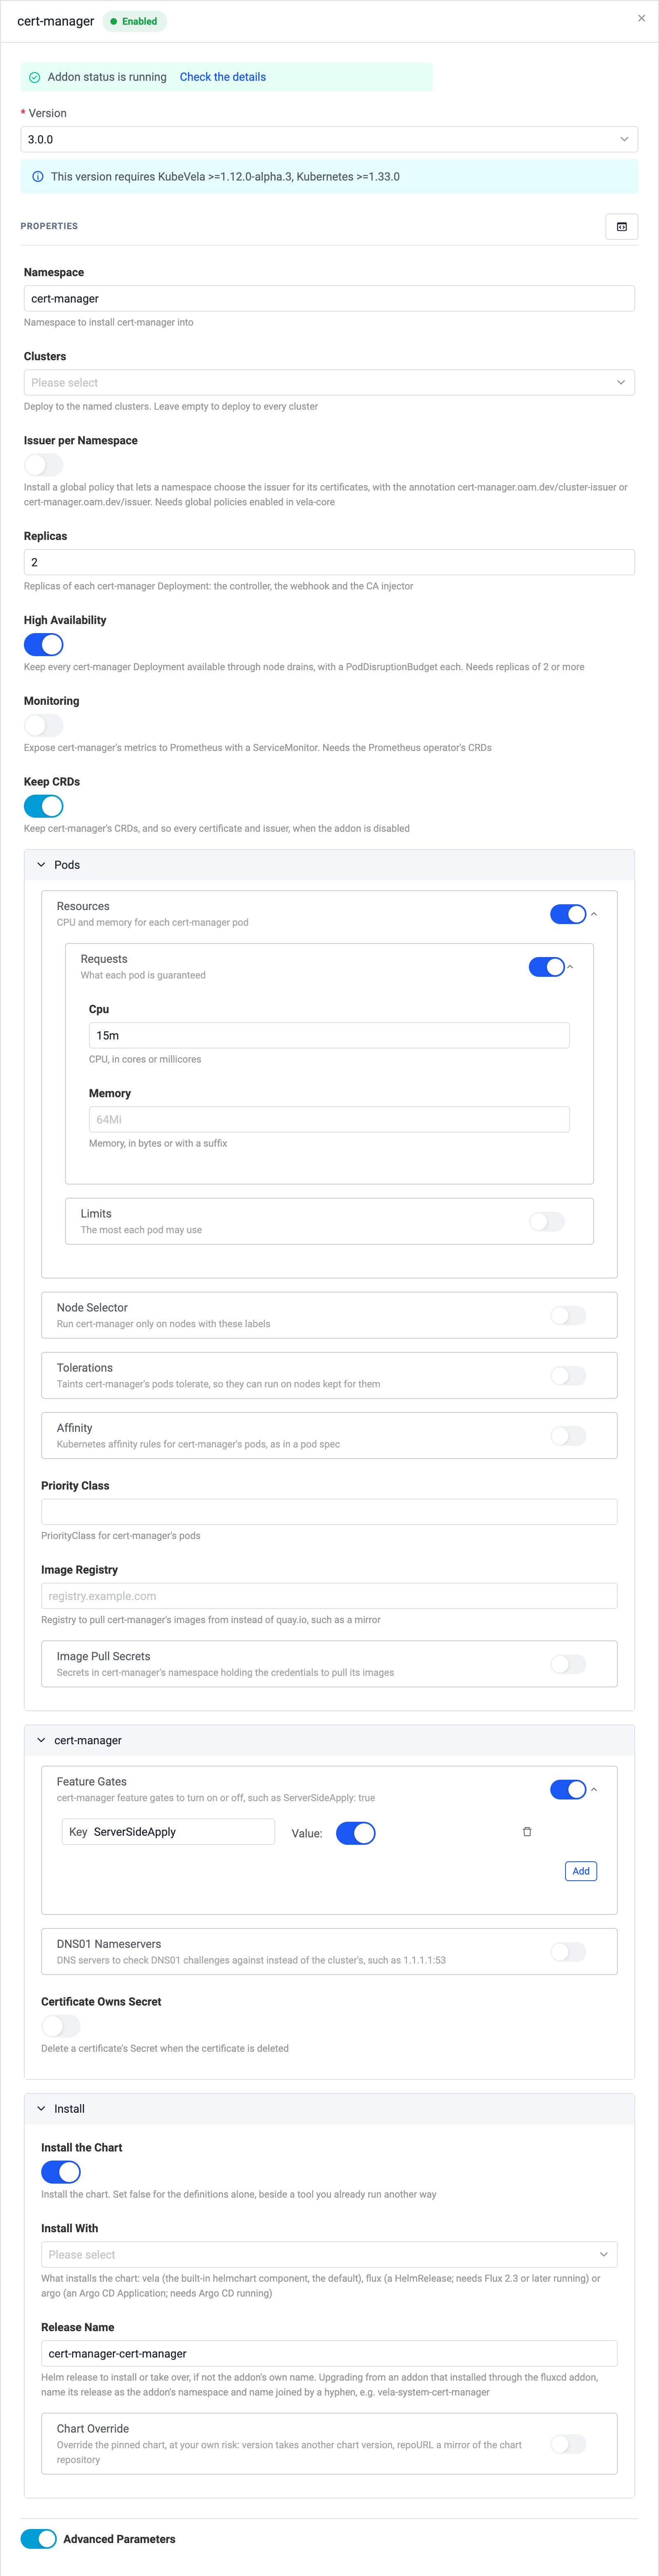 cert-manager Enabled
Addon status is running Check the details
* Version
3.0.0
This version requires KubeVela >=1.12.0-alpha.3, Kubernetes >=1.33.0
PROPERTIES
Namespace
cert-manager
Namespace to install cert-manager into
Clusters
Please select
Deploy to the named clusters. Leave empty to deploy to every cluster
Issuer per Namespace
Install a global policy that lets a namespace choose the issuer for its certificates, with the annotation cert-manager.oam.dev/cluster-issuer or
cert-manager.oam.dev/issuer. Needs global policies enabled in vela-core
Replicas
2
Replicas of each cert-manager Deployment: the controller, the webhook and the CA injector
High Availability
Keep every cert-manager Deployment available through node drains, with a PodDisruptionBudget each. Needs replicas of 2 or more
Monitoring
Expose cert-manager's metrics to Prometheus with a ServiceMonitor. Needs the Prometheus operator's CRDs
Keep CRDs
Keep cert-manager's CRDs, and so every certificate and issuer, when the addon is disabled
Pods
Resources
CPU and memory for each cert-manager pod
Requests
What each pod is guaranteed
Cpu
15m
CPU, in cores or millicores
Memory
64Mi
Memory, in bytes or with a suffix
Limits
The most each pod may use
Node Selector
Run cert-manager only on nodes with these labels
Tolerations
Taints cert-manager's pods tolerate, so they can run on nodes kept for them
Affinity
Kubernetes affinity rules for cert-manager's pods, as in a pod spec
Priority Class
PriorityClass for cert-manager's pods
Image Registry
registry.example.com
Registry to pull cert-manager's images from instead of quay.io, such as a mirror
Image Pull Secrets
Secrets in cert-manager's namespace holding the credentials to pull its images
cert-manager
Feature Gates
cert-manager feature gates to turn on or off, such as ServerSideApply: true
Key ServerSideApply Value:
Add
DNS01 Nameservers
DNS servers to check DNS01 challenges against instead of the cluster's, such as 1.1.1.1:53
Certificate Owns Secret
Delete a certificate's Secret when the certificate is deleted
Install
Install the Chart
Install the chart. Set false for the definitions alone, beside a tool you already run another way
Install With
Please select
What installs the chart: vela (the built-in helmchart component, the default), flux (a HelmRelease; needs Flux 2.3 or later running) or
argo (an Argo CD Application; needs Argo CD running)
Release Name
cert-manager-cert-manager
Helm release to install or take over, if not the addon's own name. Upgrading from an addon that installed through the fluxcd addon,
name its release as the addon's namespace and name joined by a hyphen, e.g. vela-system-cert-manager
Chart Override
Override the pinned chart, at your own risk: version takes another chart version, repoURL a mirror of the chart
repository
Advanced Parameters